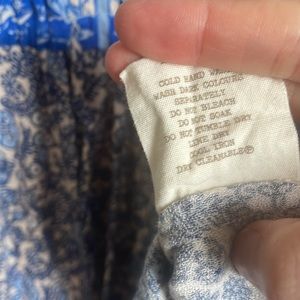 COLD HAND WASH
WASH DARK COLOURS
SEPARATELY
DO NOT BLEACH
DO NOT SOAK
DO NOT TUMBLE DRY
LINE DRY
COOL IRON
DRY CLEANABLE Ⓟ